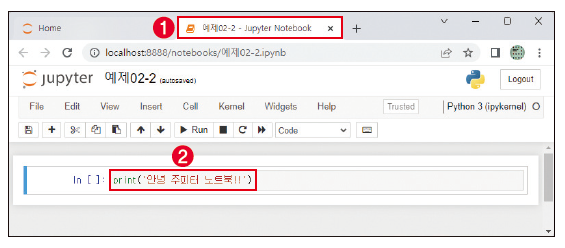 1
Home
예제02-2 - Jupyter Notebook
localhost:8888/notebooks/예제02-2.ipynb
jupyter 예제02-2 (autosaved)
Logout
File Edit View Insert Cell Kernel Widgets Help Trusted Python 3 (ipykernel)
Run Code
2
In [ ]: print('안녕 주피터 노트북!!')